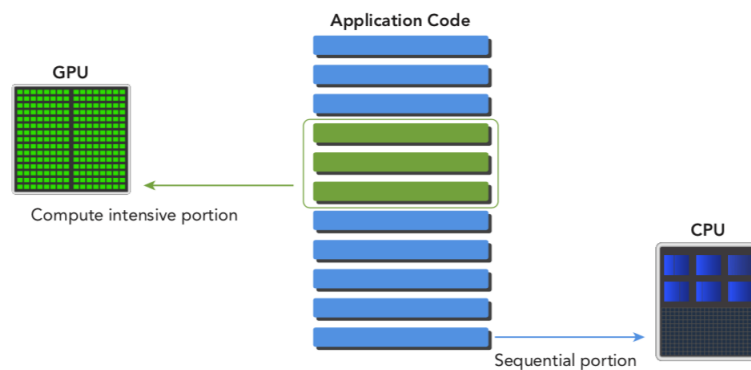 Application Code
GPU
Compute intensive portion
CPU
Sequential portion